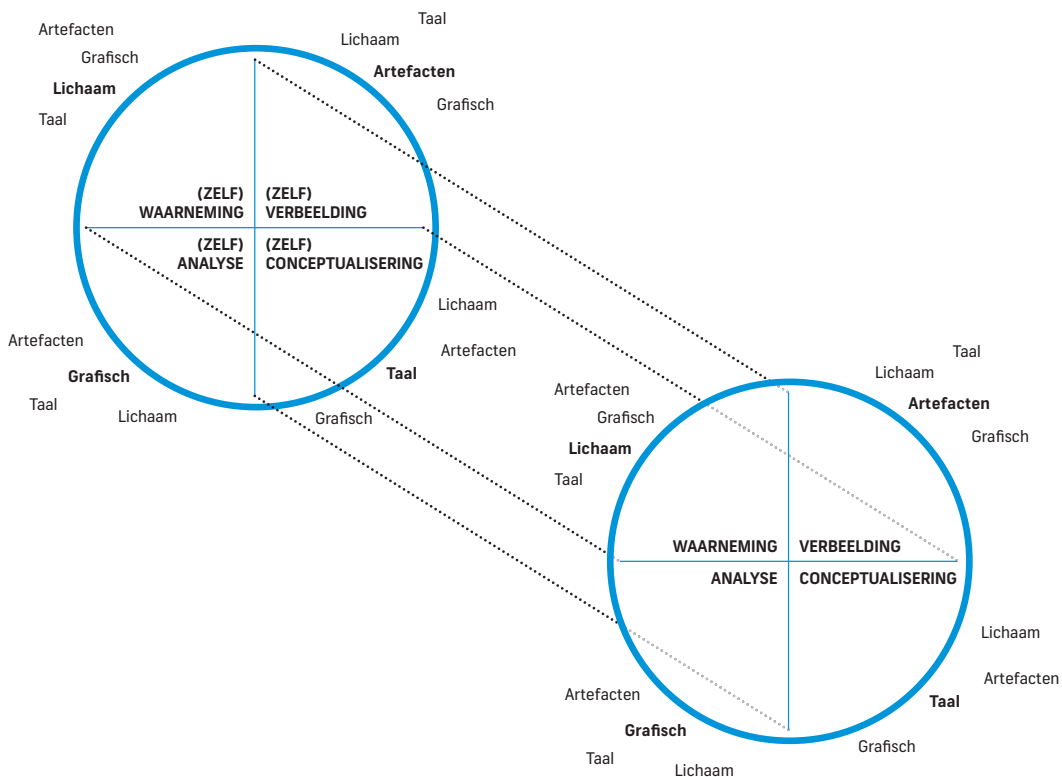 Artefacten
Grafisch
Lichaam
Taal
Taal
Lichaam
Artefacten
Grafisch
(ZELF)
WAARNEMING
(ZELF)
VERBEELDING
(ZELF)
ANALYSE
(ZELF)
CONCEPTUALISERING
Artefacten
Grafisch
Taal
Lichaam
Lichaam
Artefacten
Taal
Grafisch
Artefacten
Grafisch
Lichaam
Taal
Taal
Lichaam
Artefacten
Grafisch
WAARNEMING
VERBEELDING
ANALYSE
CONCEPTUALISERING
Artefacten
Grafisch
Taal
Lichaam
Lichaam
Artefacten
Taal
Grafisch